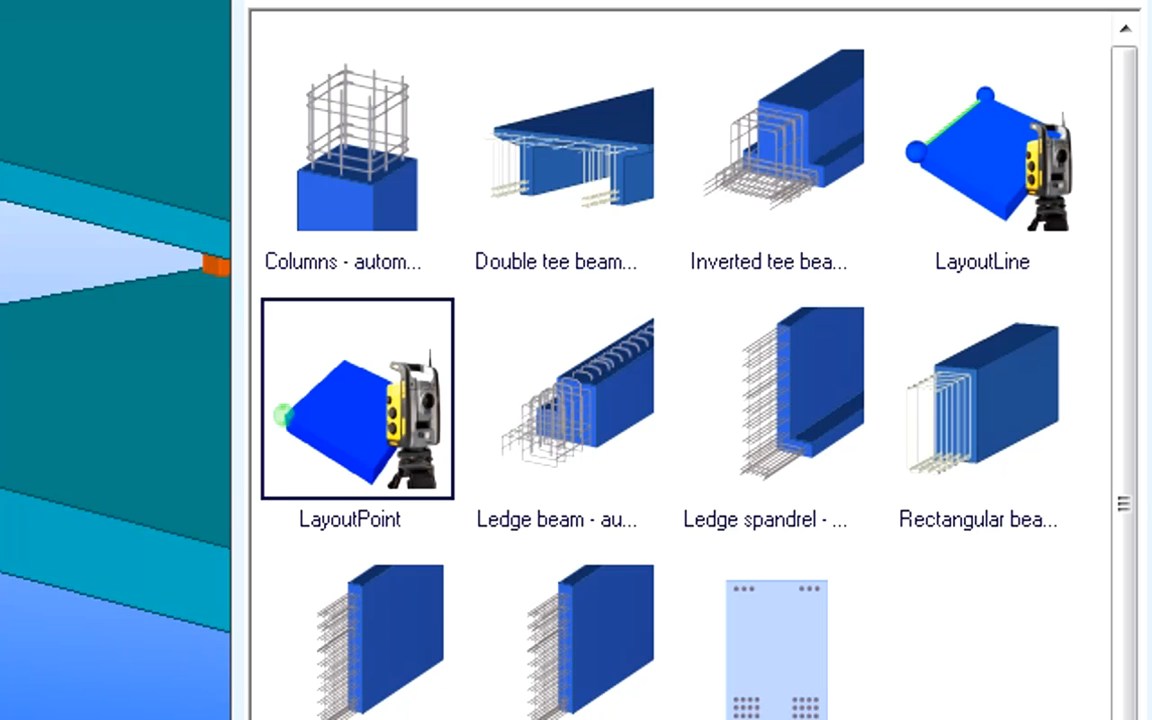 Columns - autom...
Double tee beam...
Inverted tee bea...
LayoutLine
LayoutPoint
Ledge beam - au...
Ledge spandrel - ...
Rectangular bea...